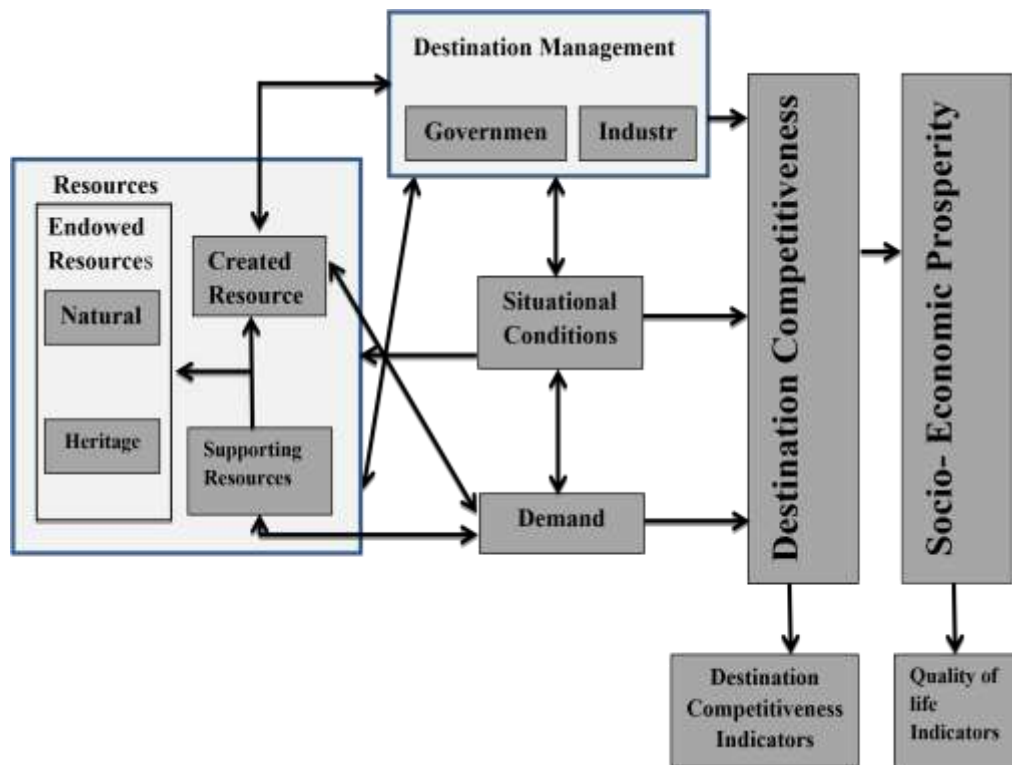 Destination Management
Governmen
Industr
Resources
Endowed
Resources
Natural
Heritage
Created
Resource
Supporting
Resources
Situational
Conditions
Demand
Destination Competitiveness
Socio- Economic Prosperity
Destination
Competitiveness
Indicators
Quality of
life
Indicators